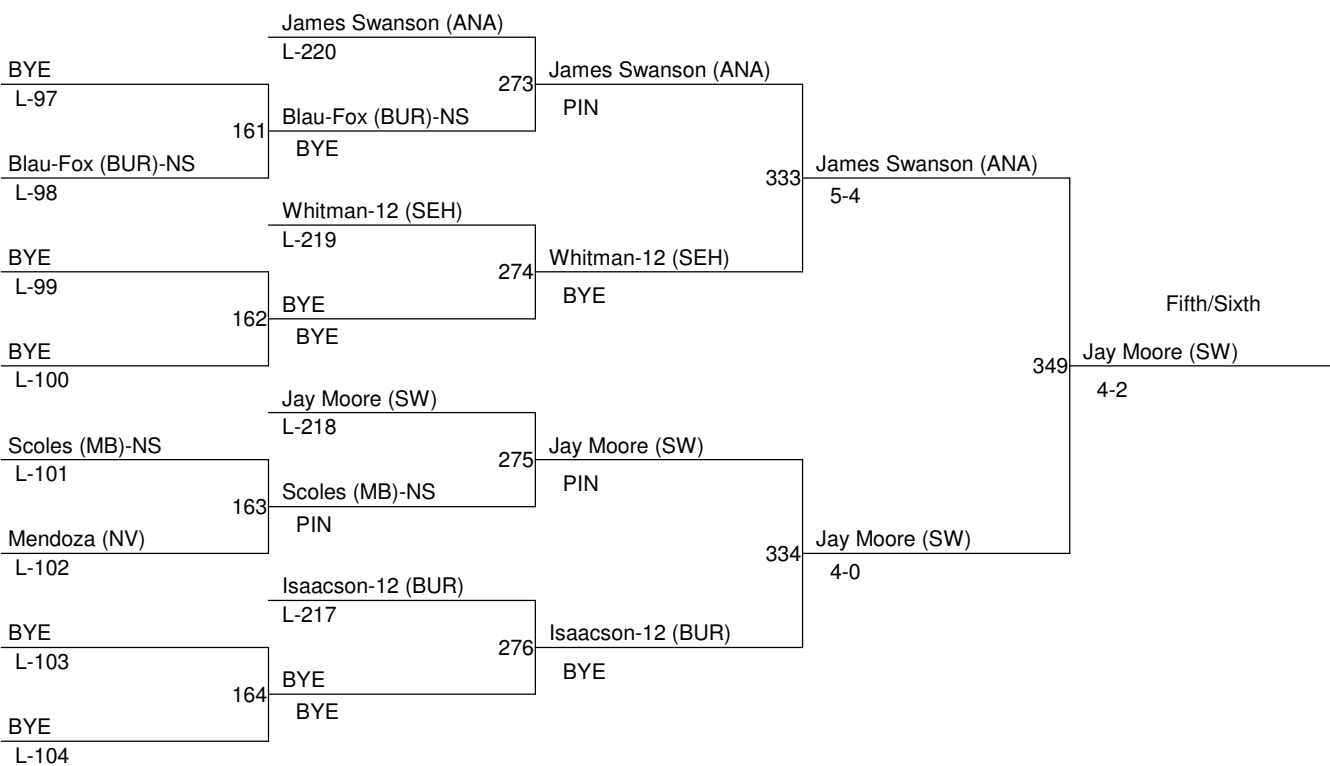 James Swanson (ANA)
L-220
BYE
L-97
273
James Swanson (ANA)
PIN
161
Blau-Fox (BUR)-NS
BYE
Blau-Fox (BUR)-NS
L-98
333
James Swanson (ANA)
5-4
Whitman-12 (SEH)
L-219
BYE
L-99
274
Whitman-12 (SEH)
BYE
162
BYE
BYE
Fifth/Sixth
BYE
L-100
349
Jay Moore (SW)
4-2
Jay Moore (SW)
L-218
Scoles (MB)-NS
L-101
275
Jay Moore (SW)
PIN
163
Scoles (MB)-NS
PIN
Mendoza (NV)
L-102
334
Jay Moore (SW)
4-0
Isaacson-12 (BUR)
L-217
BYE
L-103
276
Isaacson-12 (BUR)
BYE
164
BYE
BYE
BYE
L-104